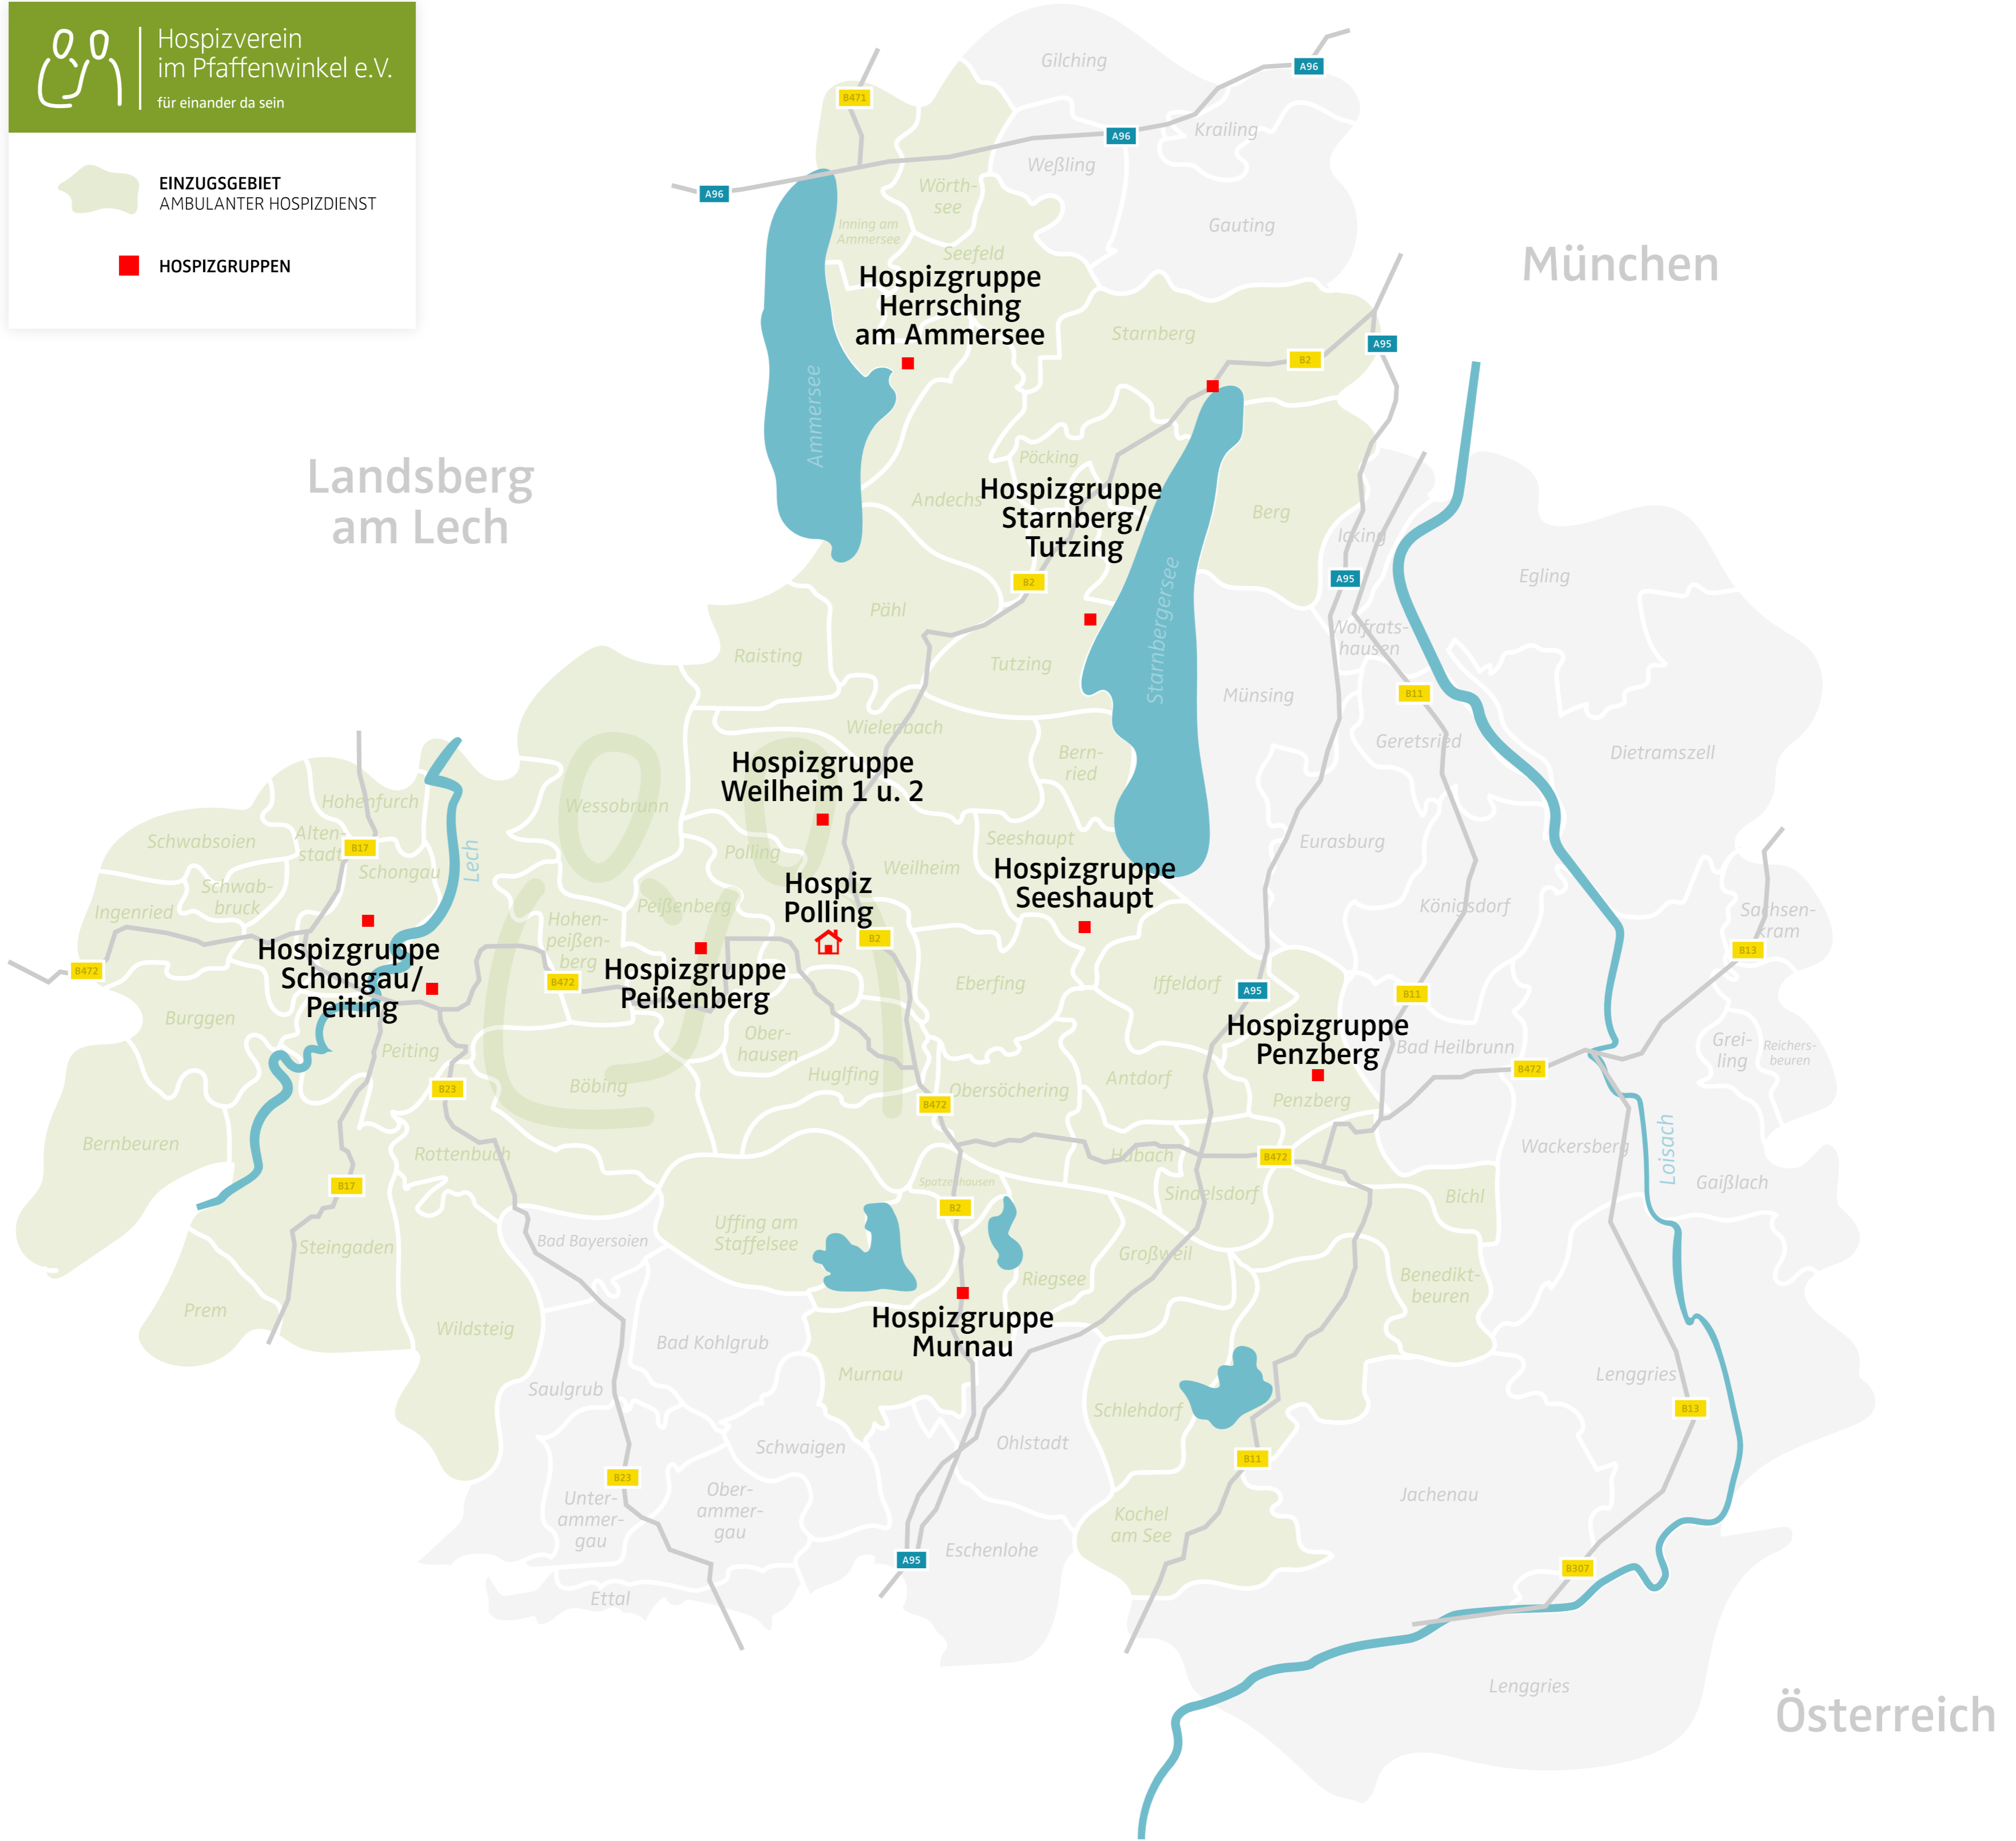 Hospizverein
im Pfaffenwinkel e.V.
für einander da sein
EINZUGSGEBIET
AMBULANTER HOSPIZDIENST
HOSPIZGRUPPEN
Gilching
A96
B471
A96
Krailing
Weßling
A96
Wörth-
see
Inning am
Ammersee
Gauting
Seefeld
München
Hospizgruppe
Herrsching
am Ammersee
Starnberg
A95
B2
Ammersee
Landsberg
am Lech
Pöcking
Andechs
Hospizgruppe
Starnberg/
Tutzing
Berg
Icking
A95
Egling
B2
Pähl
Starnbergersee
Wolfrats-
hausen
Raisting
Tutzing
Münsing
B11
Wielenbach
Geretsried
Dietramszell
Bern-
ried
Hospizgruppe
Weilheim 1 u. 2
Hohenfurch
Wessobrunn
Schwabsoien
Alten-
stadt
B17
Schongau
Lech
Polling
Weilheim
Seeshaupt
Eurasburg
Hospizgruppe
Seeshaupt
Schwab-
bruck
Ingenried
Hospiz
Polling
Peißenberg
Hohen-
peißen-
berg
Königsdorf
Sachsen-
kram
B2
B13
Hospizgruppe
Schongau/
Peiting
B472
B472
Hospizgruppe
Peißenberg
Eberfing
Iffeldorf
A95
B11
Burggen
Hospizgruppe
Penzberg
Peiting
Ober-
hausen
Bad Heilbrunn
Grei-
ling
Reichers-
beuren
B23
Böbing
Huglfing
Obersöchering
Antdorf
B472
B472
Penzberg
Bernbeuren
Rottenbuch
Habach
B472
Wackersberg
Loisach
B17
Spatzenhausen
Sindelsdorf
Bichl
Gaißlach
B2
Uffing am
Staffelsee
Bad Bayersoien
Steingaden
Großweil
Riegsee
Benedikt-
beuren
Prem
Wildsteig
Bad Kohlgrub
Hospizgruppe
Murnau
Saulgrub
Murnau
Lenggries
Schlehdorf
B13
Schwaigen
Ohlstadt
B11
B23
Unter-
ammer-
gau
Ober-
ammer-
gau
Jachenau
Kochel
am See
Eschenlohe
A95
B307
Ettal
Lenggries
Österreich